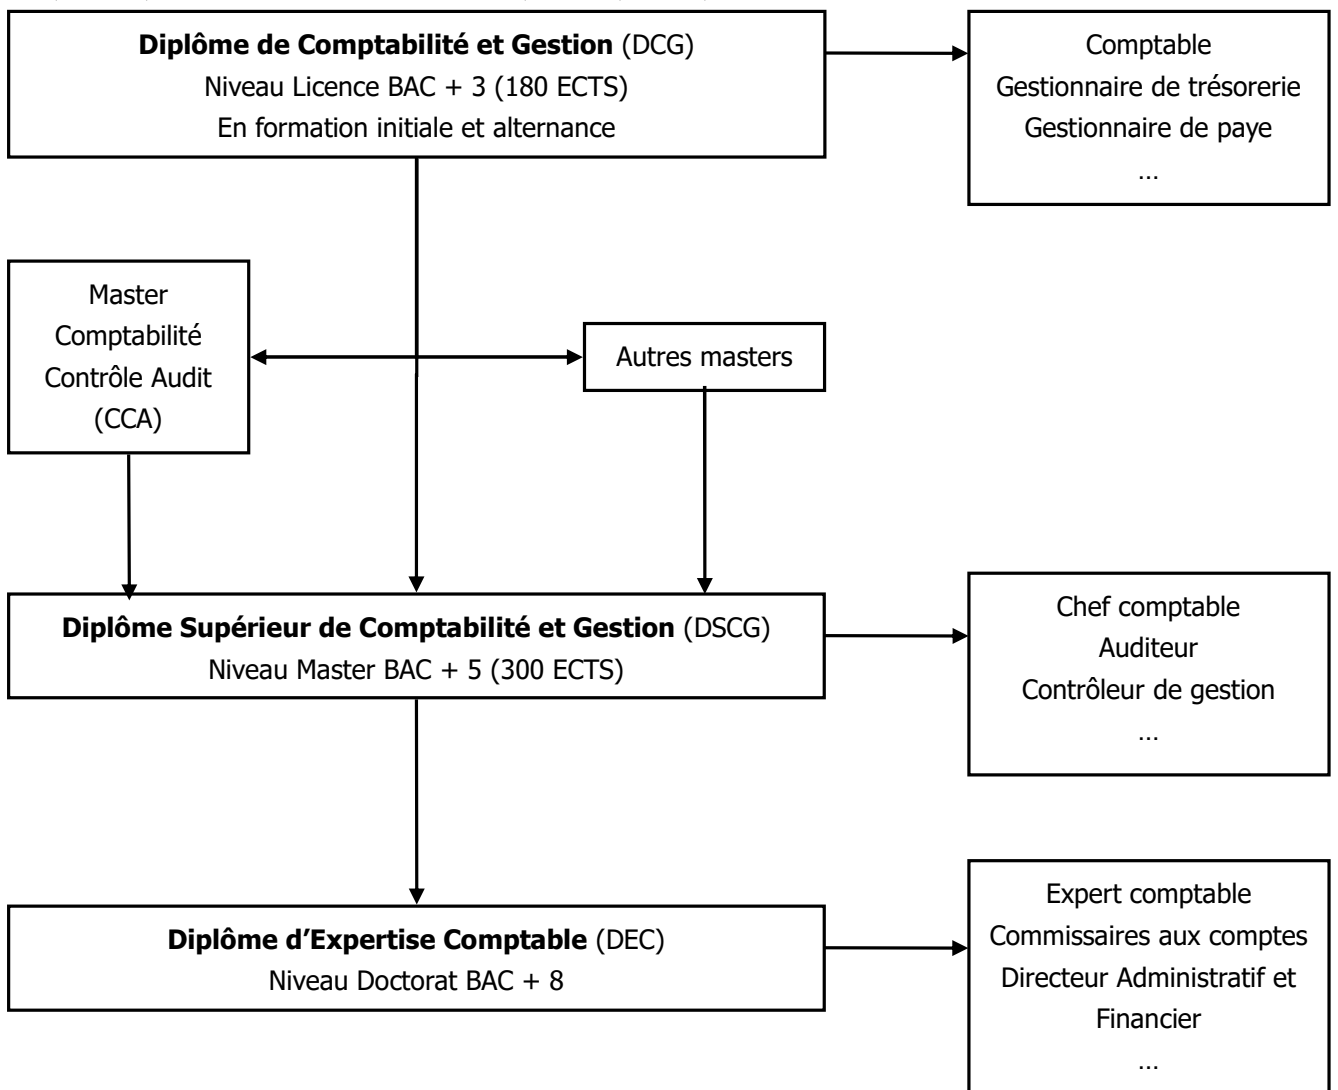 Diplôme de Comptabilité et Gestion (DCG)
Niveau Licence BAC + 3 (180 ECTS)
En formation initiale et alternance
Comptable
Gestionnaire de trésorerie
Gestionnaire de paye
…
Master
Comptabilité
Contrôle Audit
(CCA)
Autres masters
Diplôme Supérieur de Comptabilité et Gestion (DSCG)
Niveau Master BAC + 5 (300 ECTS)
Chef comptable
Auditeur
Contrôleur de gestion
…
Diplôme d’Expertise Comptable (DEC)
Niveau Doctorat BAC + 8
Expert comptable
Commissaires aux comptes
Directeur Administratif et
Financier
…